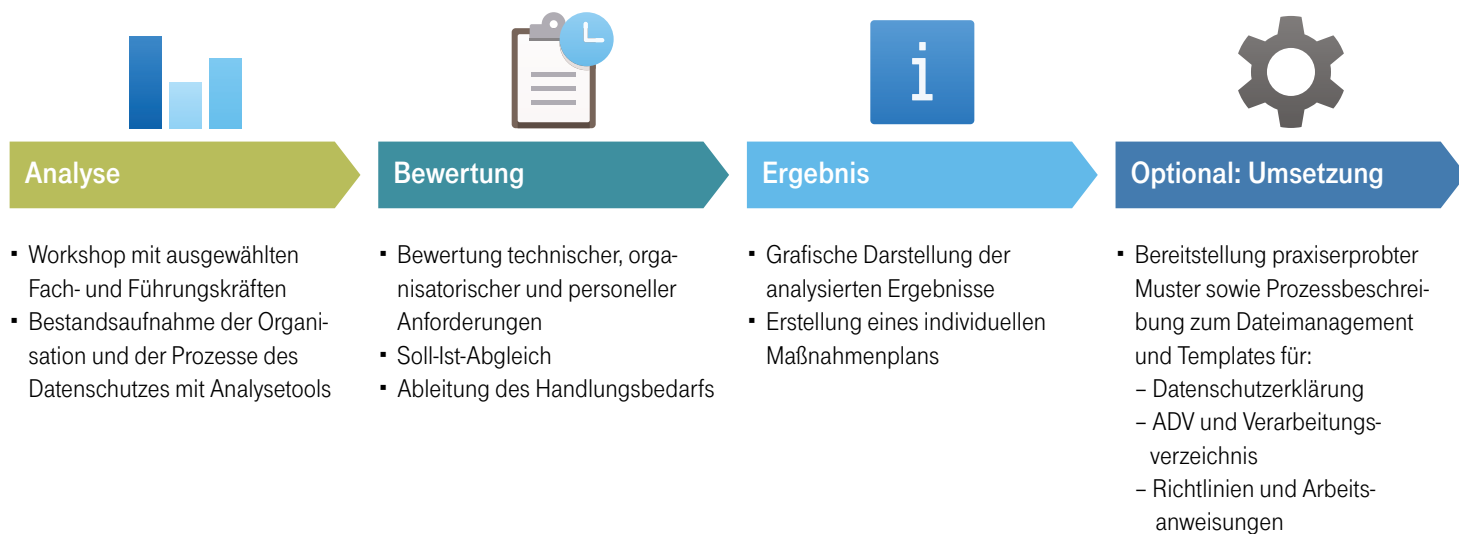 i
Analyse
▪ Workshop mit ausgewählten
Fach- und Führungskräften
▪ Bestandsaufnahme der Organi-
sation und der Prozesse des
Datenschutzes mit Analysetools
Bewertung
▪ Bewertung technischer, orga-
nisatorischer und personeller
Anforderungen
▪ Soll-Ist-Abgleich
▪ Ableitung des Handlungsbedarfs
Ergebnis
▪ Grafische Darstellung der
analysierten Ergebnisse
▪ Erstellung eines individuellen
Maßnahmenplans
Optional: Umsetzung
▪ Bereitstellung praxiserprobter
Muster sowie Prozessbeschrei-
bung zum Dateimanagement
und Templates für:
– Datenschutzerklärung
– ADV und Verarbeitungs-
verzeichnis
– Richtlinien und Arbeits-
anweisungen